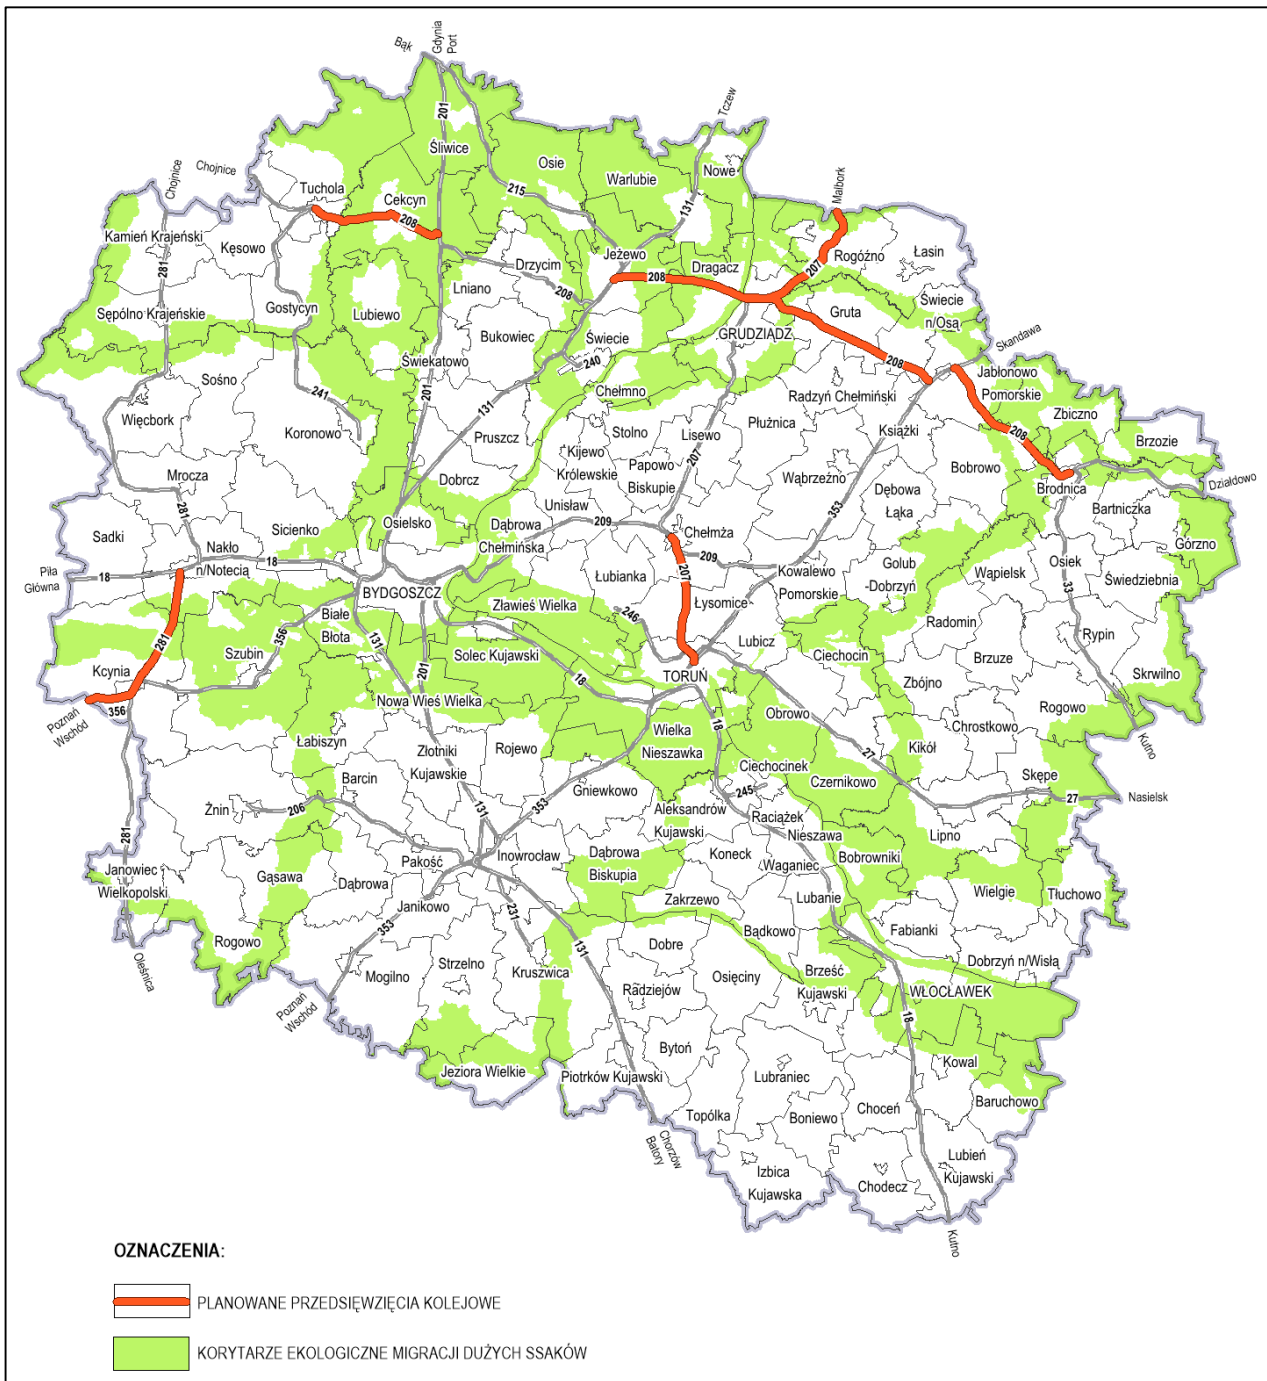 Bąk
Gdynia
Port
Tczew
Malbork
Chojnice
Chojnice
201
Śliwice
Osie
Warlubie
Nowe
215
131
Tuchola
Cekcyn
208
Kamień Krajeński
Kęsowo
281
Drzycim
208
Jeżewo
208
Dragacz
207
Rogóźno
Łasin
Lniano
Gostycyn
Lubiewo
Sępólno Krajeńskie
Bukowiec
Świecie
240
GRUDZIĄDZ
Gruta
Świecie
n/Osą
Skandawa
208
Świekatowo
201
Sośno
241
131
Chełmno
Radzyń Chełmiński
Jabłonowo
Pomorskie
Zbiczno
208
Brzozie
Więcbork
Koronowo
Pruszcz
Stolno
Lisewo
Płużnica
Książki
Kijewo
Królewskie
Papowo
Biskupie
207
Wąbrzeźno
Bobrowo
Brodnica
Działdowo
Mrocza
281
Dobrcz
Dębowa
Łąka
Bartniczka
Unisław
209
353
Sadki
Sicienko
Osielsko
Dąbrowa
Chełmińska
Chełmża
Górzno
Nakło
n/Notecią
18
Piła
Główna
18
BYDGOSZCZ
Łubianka
207
209
Kowalewo
Pomorskie
Golub
-Dobrzyń
Wąpielsk
Osiek
Świedziebnia
33
Łysomice
Białe
Błota
356
Zławieś Wielka
246
Radomin
Rypin
281
Szubin
131
201
Solec Kujawski
18
Lubicz
Ciechocin
Brzuze
Skrwilno
Kcynia
TORUŃ
Zbójno
356
Poznań
Wschód
Nowa Wieś Wielka
Obrowo
Rogowo
Łabiszyn
Złotniki
Kujawskie
Rojewo
Wielka
Nieszawka
18
27
Kikół
Chrostkowo
Kutno
Barcin
Gniewkowo
Ciechocinek
Czernikowo
Skępe
27
Nasielsk
Żnin
206
131
353
Aleksandrów
Kujawski
245
Raciążek
Nieszawa
Lipno
281
Pakość
Inowrocław
Dąbrowa
Biskupia
Koneck
Waganiec
Bobrowniki
Janowiec
Wielkopolski
Gąsawa
Dąbrowa
Janikowo
231
Zakrzewo
Lubanie
Wielgie
Tłuchowo
353
Bądkowo
Fabianki
Rogowo
Oleśnica
Mogilno
Strzelno
Kruszwica
131
Dobre
Osięciny
Brześć
Kujawski
Dobrzyń n/Wisłą
Poznań
Wschód
Radziejów
WŁOCŁAWEK
18
Bytoń
Kowal
Jeziora Wielkie
Piotrków Kujawski
Lubraniec
Baruchowo
Topólka
Boniewo
Choceń
Chorzów
Batory
Lubień
Kujawski
Izbica
Kujawska
Chodecz
Kutno
OZNACZENIA:
PLANOWANE PRZEDSIĘWZIĘCIA KOLEJOWE
KORYTARZE EKOLOGICZNE MIGRACJI DUŻYCH SSAKÓW